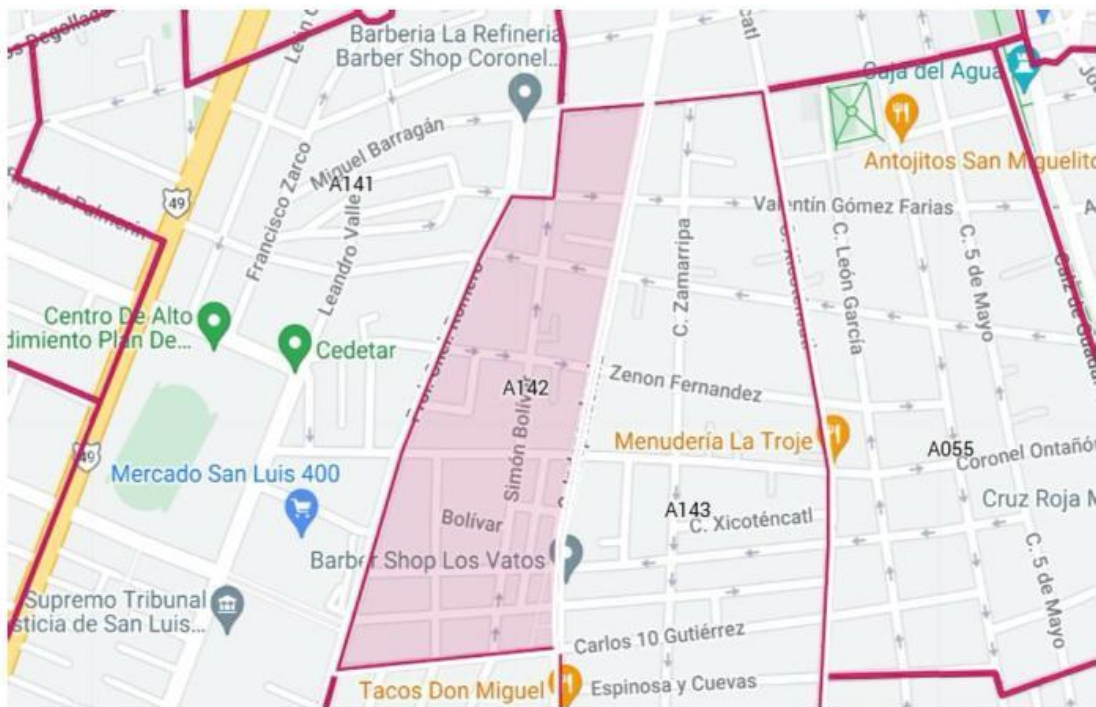 Degollado
León
Barberia La Refineria
Barber Shop Coronel...
Caja del Agua
Antojitos San Miguelito
Miguel Barragán
A141
49
Francisco Zarco
Leandro Valle
Palmerín
Valentín Gómez Farias
C. Zamarripa
C. León García
C. 5 de Mayo
Centro De Alto
dimiento Plan De...
Cedetar
A142
Simón Bolívar
Zenon Fernandez
Menudería La Troje
A055
Coronel Ontañón
49
Mercado San Luis 400
Bolívar
A143
C. Xicoténcatl
Cruz Roja M
Barber Shop Los Vatos
C. 5 de Mayo
Supremo Tribunal
sticia de San Luis...
Carlos 10 Gutiérrez
Tacos Don Miguel
Espinosa y Cuevas